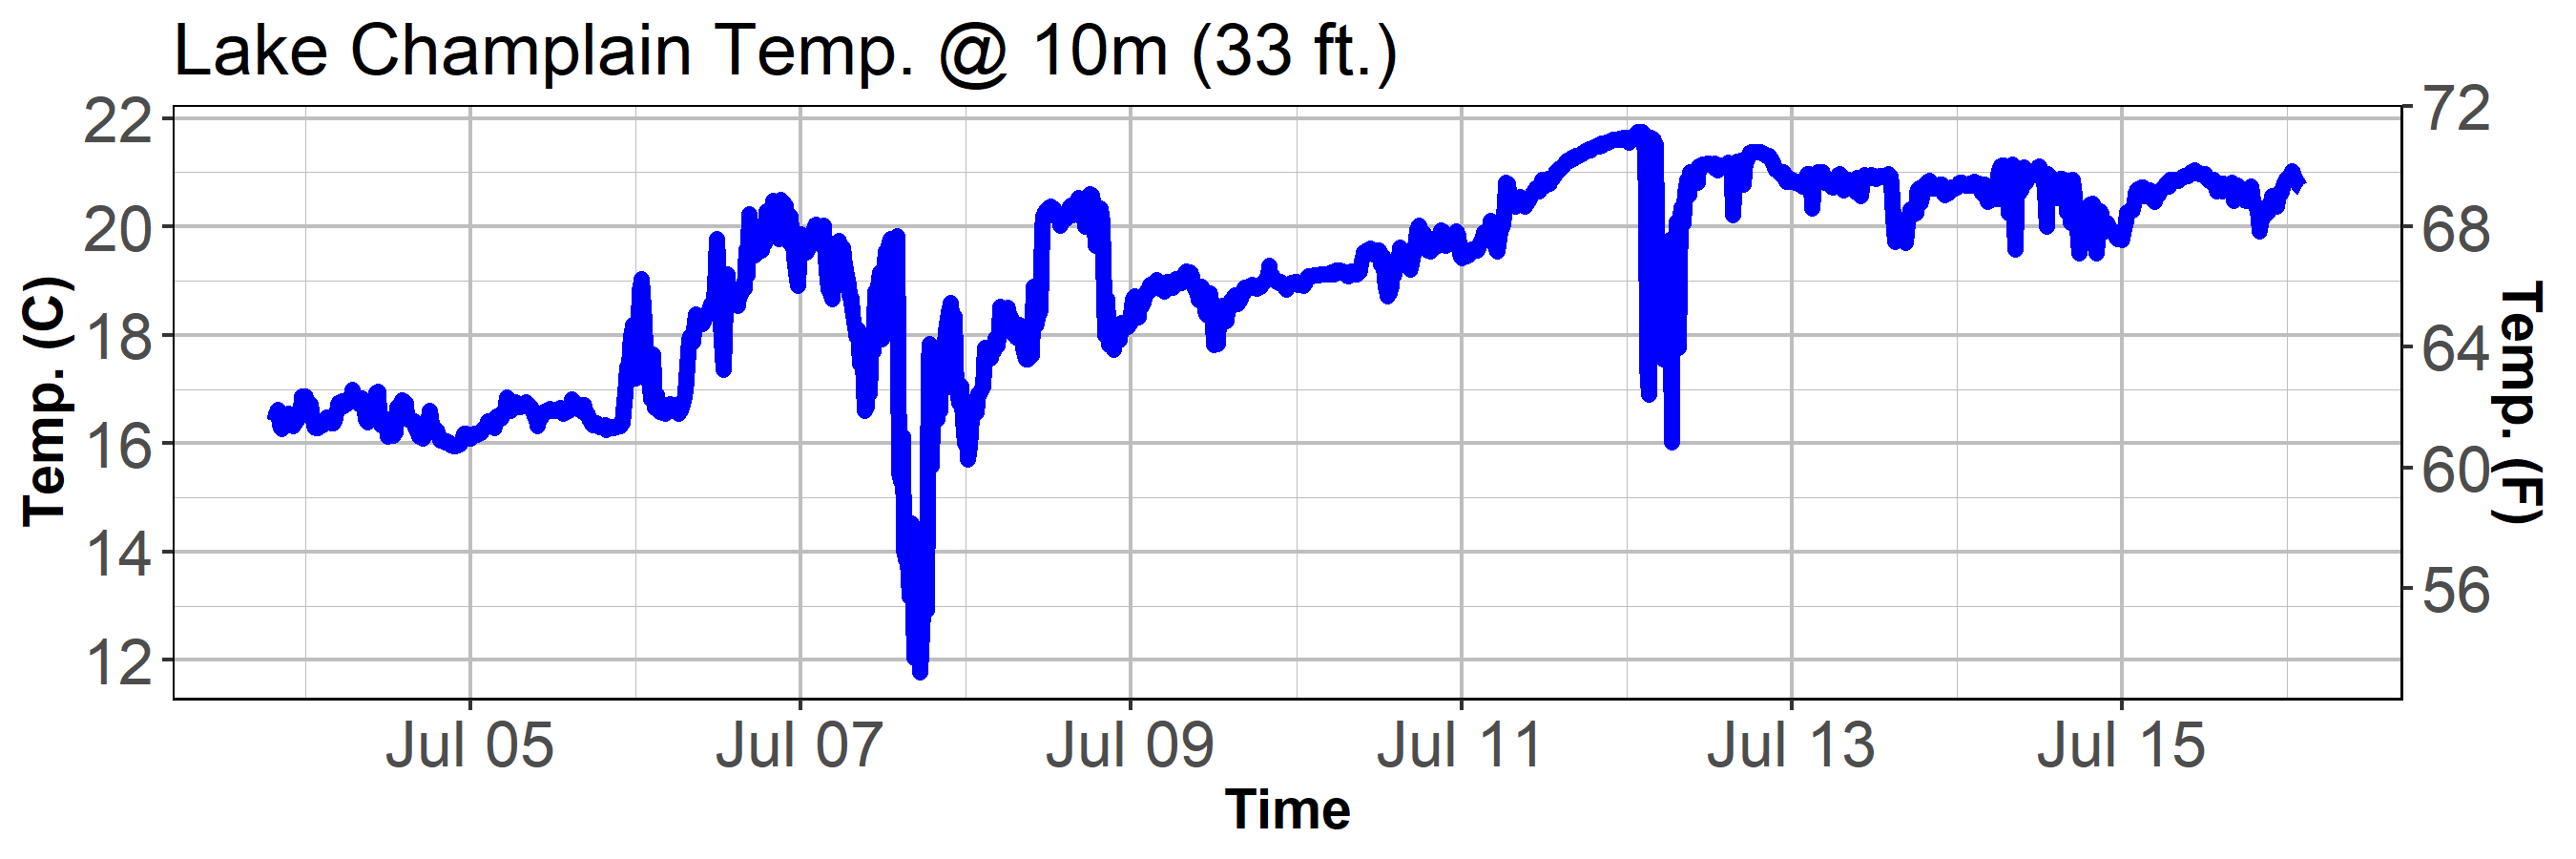 Lake Champlain Temp. @ 10m (33 ft.)
22
20
18
16
14
12
Temp. (C)
72
68
64
60
56
Temp. (F)
Jul 05 Jul 07 Jul 09 Jul 11 Jul 13 Jul 15
Time